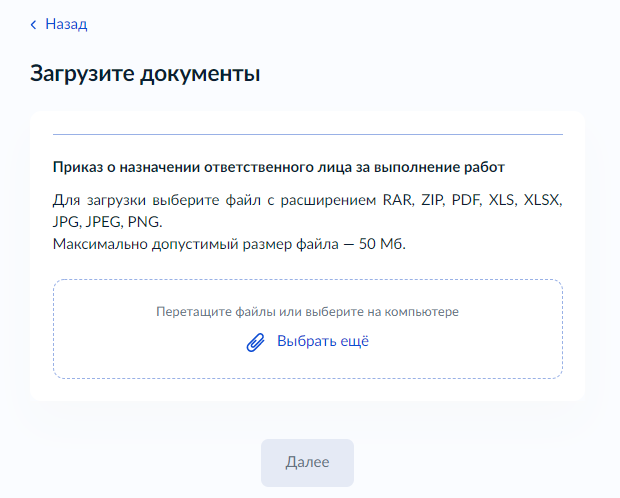 Назад
Загрузите документы
Приказ о назначении ответственного лица за выполнение работ
Для загрузки выберите файл с расширением RAR, ZIP, PDF, XLS, XLSX,
JPG, JPEG, PNG.
Максимально допустимый размер файла — 50 Мб.
Перетащите файлы или выберите на компьютере
Выбрать ещё
Далее